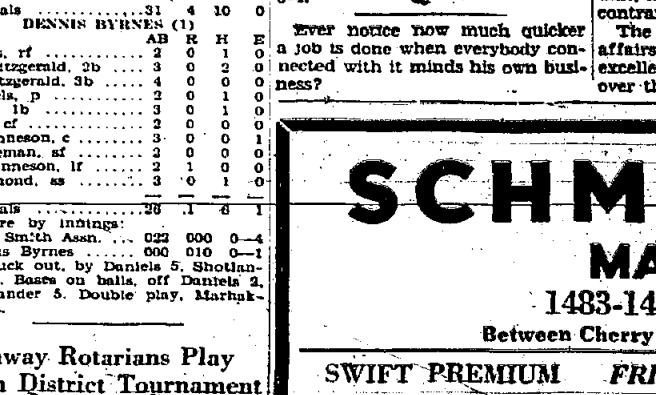 als ............31 4 10 0
DENNIS BYRNES (1)
AB R H E
s, rf ............ 2 0 1 0
itzgerald, 2b .... 3 0 2 0
tzgerald, 3b ..... 4 0 0 0
els, p ........... 2 0 1 0
1b ............ 3 0 1 0
cf ............ 2 0 0 0
nneson, c ........ 3 0 0 1
eman, sf ......... 2 0 0 0
nneson, lf ....... 2 1 0 0
mond, ss ......... 3 0 1 0
als ............26 .1 6 1
re by innings:
Smith Assn. ... 022 000 0—4
s Byrnes ...... 000 010 0—1
uck out, by Daniels 5, Shotlan-
. Bases on balls, off Daniels 2,
ander 5. Double play, Marhak-
away Rotarians Play
n District Tournament
Ever notice how much quicker
a job is done when everybody con-
nected with it minds his own busi-
ness?
contra
The
affairs
excelle
over th
SCHM
MA
1483-14
Between Cherry
SWIFT PREMIUM FRI